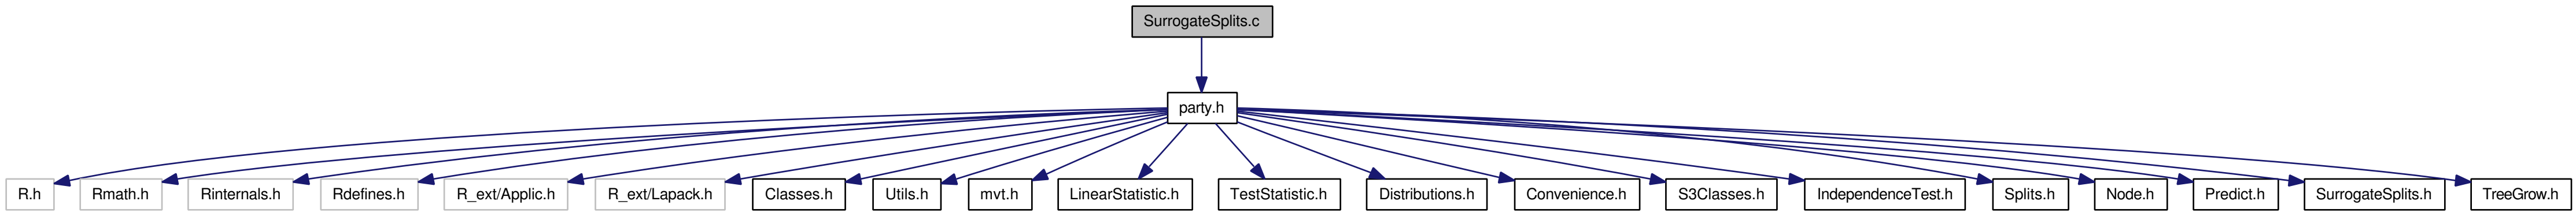 SurrogateSplits.c
party.h
R.h
Rmath.h
Rinternals.h
Rdefines.h
R_ext/Applic.h
R_ext/Lapack.h
Classes.h
Utils.h
mvt.h
LinearStatistic.h
TestStatistic.h
Distributions.h
Convenience.h
S3Classes.h
IndependenceTest.h
Splits.h
Node.h
Predict.h
SurrogateSplits.h
TreeGrow.h